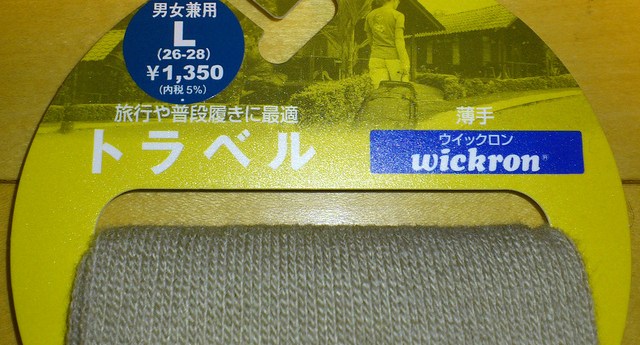 男女兼用
L
(26-28)
¥1,350
(内税5%)
旅行や普段履きに最適
トラベル
薄手
ウイックロン
wickron®